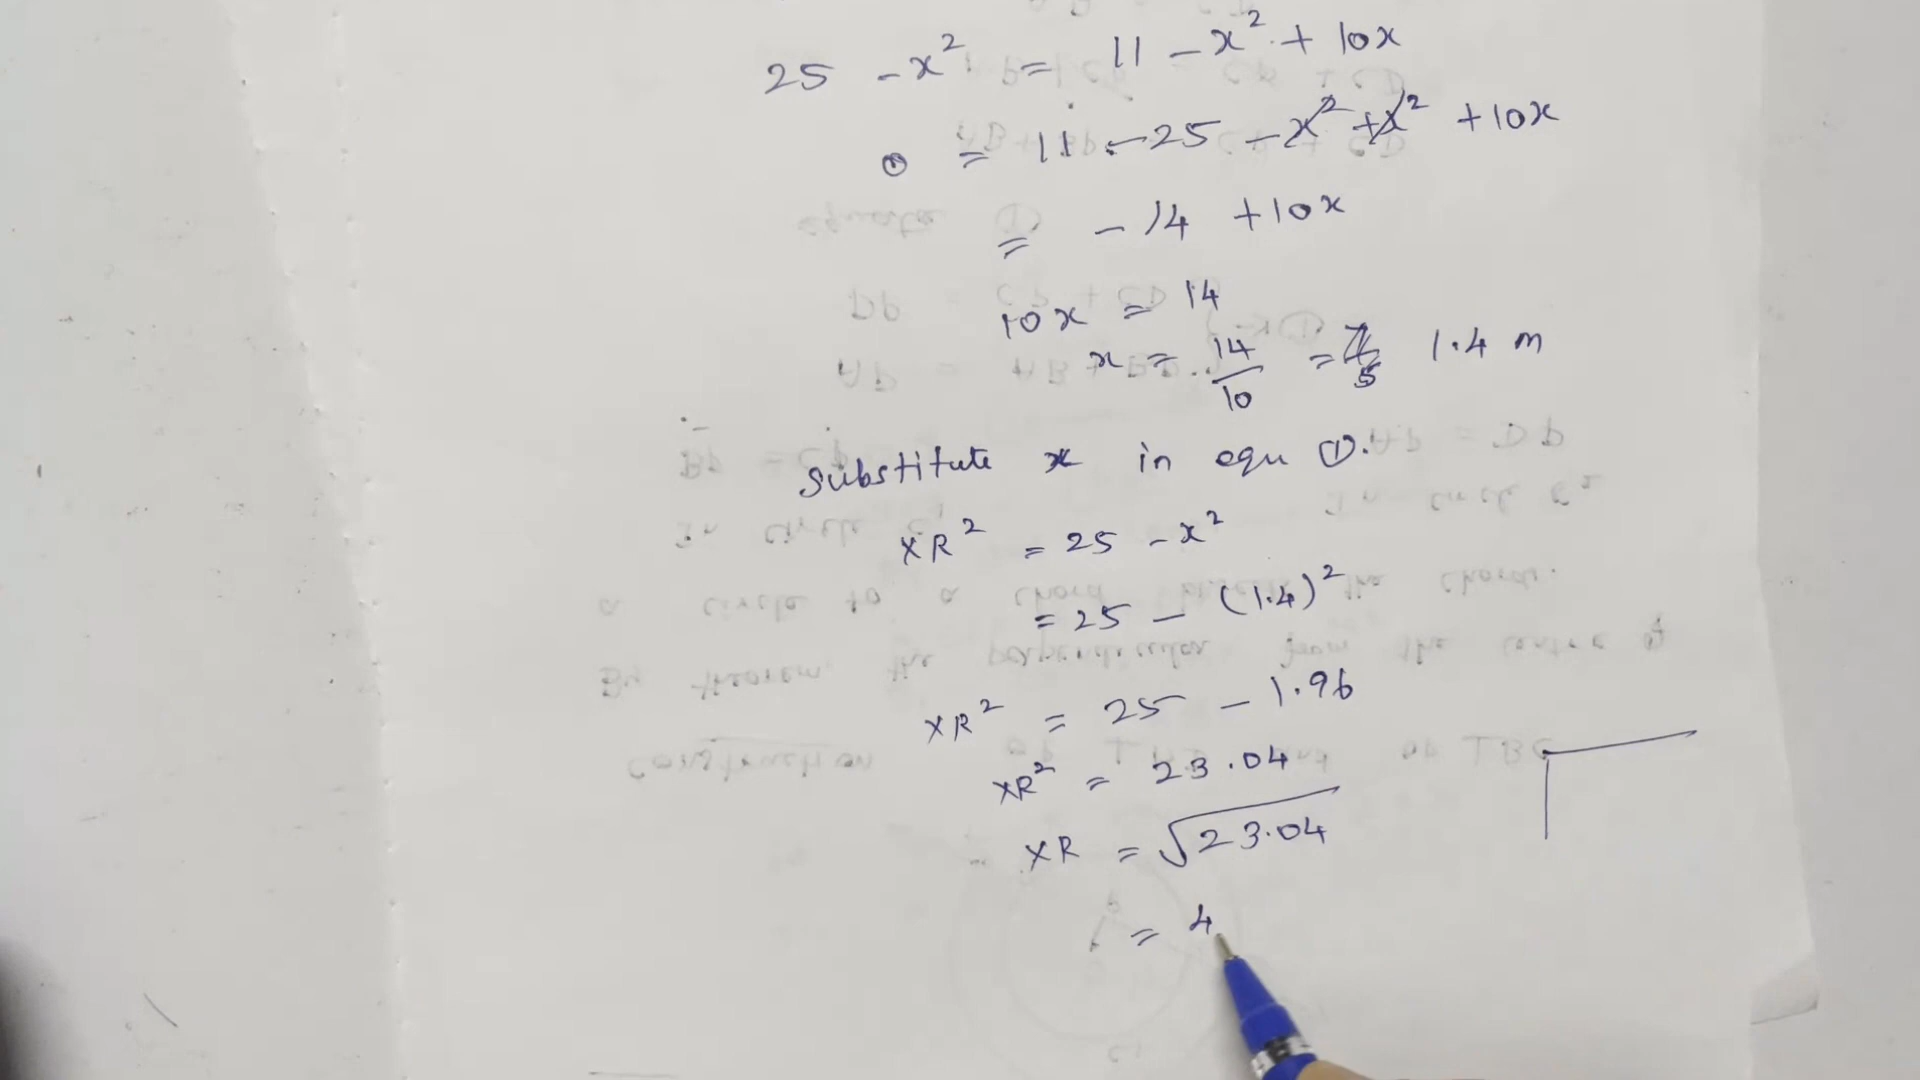 25 - x² = 11 - x² + 10x
0 = 11 - 25 - x² + x² + 10x
= - 14 + 10x
10x = 14
x = 14/10 = 7/5 1.4 m
Substitute x in equ ①.
XR² = 25 - x²
= 25 - (1.4)²
XR² = 25 - 1.96
XR² = 23.04
XR = √23.04
= 4